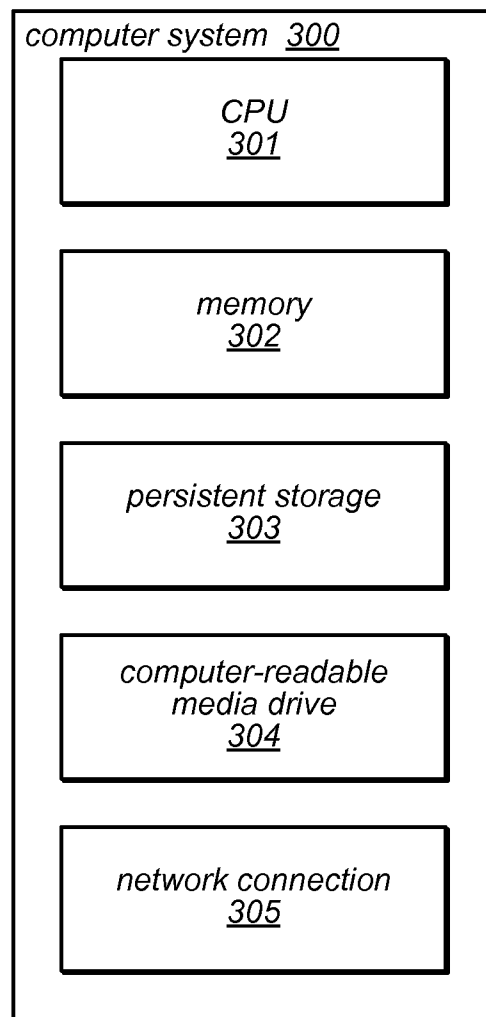 computer system 300
CPU
301
memory
302
persistent storage
303
computer-readable
media drive
304
network connection
305